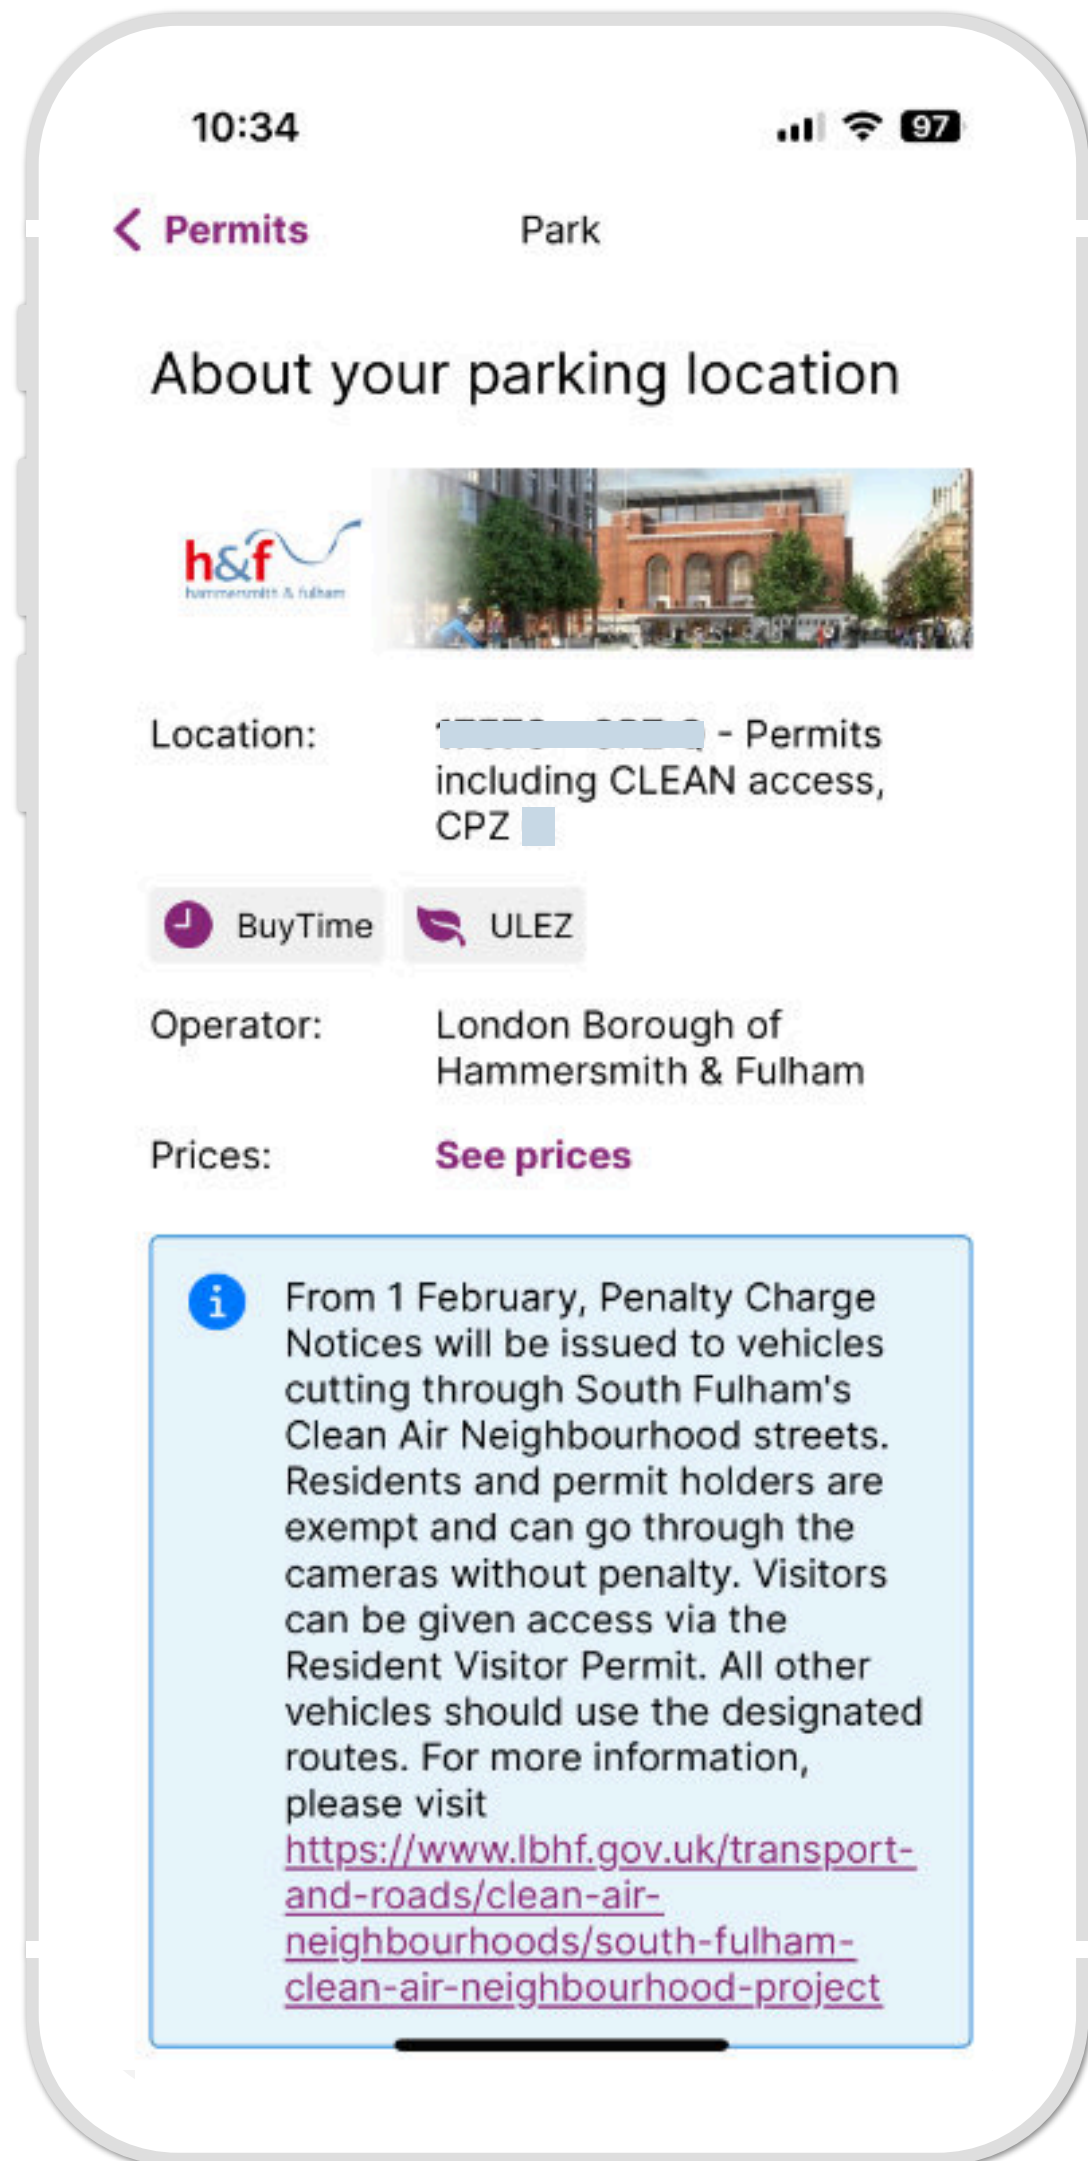 10:34
97
Permits
Park
About your parking location
h&f
hammersmith & fulham
Location:
- Permits
including CLEAN access,
CPZ
BuyTime
ULEZ
Operator:
London Borough of
Hammersmith & Fulham
Prices:
See prices
From 1 February, Penalty Charge
Notices will be issued to vehicles
cutting through South Fulham's
Clean Air Neighbourhood streets.
Residents and permit holders are
exempt and can go through the
cameras without penalty. Visitors
can be given access via the
Resident Visitor Permit. All other
vehicles should use the designated
routes. For more information,
please visit
https://www.lbhf.gov.uk/transport-
and-roads/clean-air-
neighbourhoods/south-fulham-
clean-air-neighbourhood-project